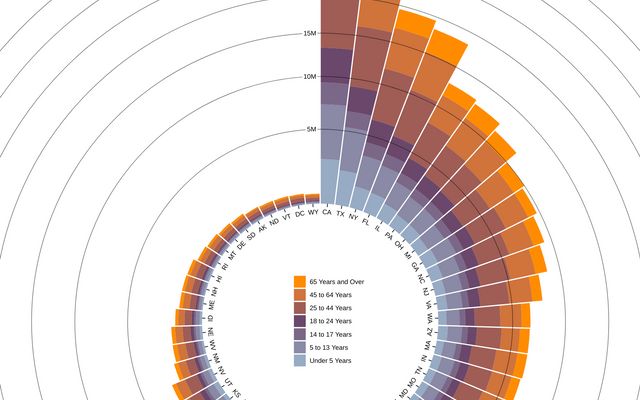 15M
10M
5M
CA
TX
NY
FL
IL
PA
OH
MI
GA
NC
NJ
VA
WA
AZ
MA
IN
TN
MO
MD
WY
DC
VT
ND
AK
SD
DE
MT
RI
HI
NH
ME
ID
NE
WV
NM
NV
UT
KS
65 Years and Over
45 to 64 Years
25 to 44 Years
18 to 24 Years
14 to 17 Years
5 to 13 Years
Under 5 Years